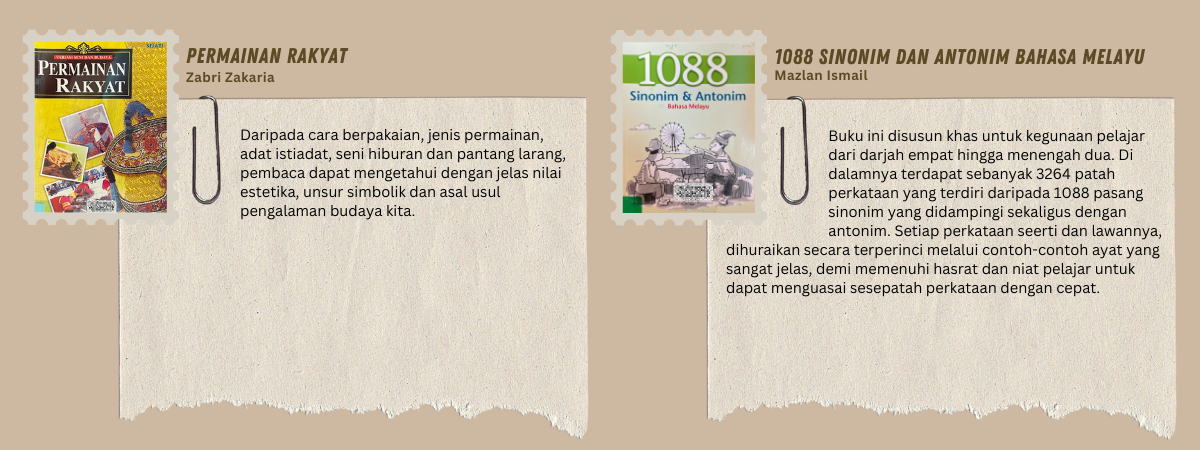 PERMAINAN RAKYAT
Zabri Zakaria
PERMAINAN
RAKYAT
Daripada cara berpakaian, jenis permainan,
adat istiadat, seni hiburan dan pantang larang,
pembaca dapat mengetahui dengan jelas nilai
estetika, unsur simbolik dan asal usul
pengalaman budaya kita.
1088 SINONIM DAN ANTONIM BAHASA MELAYU
Mazlan Ismail
1088
Sinonim & Antonim
Bahasa Melayu
Buku ini disusun khas untuk kegunaan pelajar
dari darjah empat hingga menengah dua. Di
dalamnya terdapat sebanyak 3264 patah
perkataan yang terdiri daripada 1088 pasang
sinonim yang didampingi sekaligus dengan
antonim. Setiap perkataan seerti dan lawannya,
dihuraikan secara terperinci melalui contoh-contoh ayat yang
sangat jelas, demi memenuhi hasrat dan niat pelajar untuk
dapat menguasai sesepatah perkataan dengan cepat.